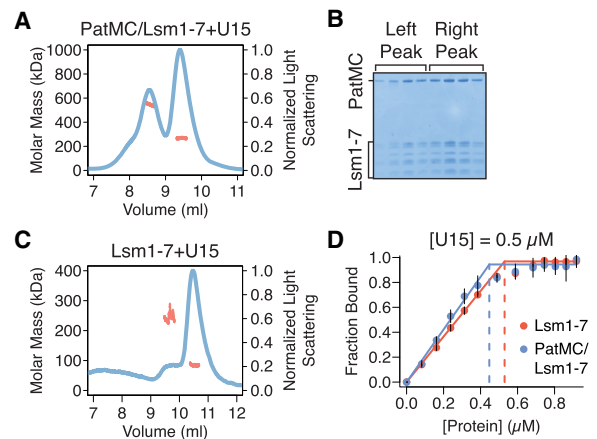 A
PatMC/Lsm1-7+U15
Molar Mass (kDa)
1000
800
600
400
200
0
1.0
0.8
0.6
0.4
0.2
0.0
Normalized Light
Scattering
7 8 9 10 11
Volume (ml)
B
Left
Peak
Right
Peak
PatMC
Lsm1-7
C
Lsm1-7+U15
Molar Mass (kDa)
400
300
200
100
0
1.0
0.8
0.6
0.4
0.2
0.0
Normalized Light
Scattering
7 8 9 10 11 12
Volume (ml)
D
[U15] = 0.5 µM
Fraction Bound
1.0
0.8
0.6
0.4
0.2
0.0
0.0 0.2 0.4 0.6 0.8
[Protein] (µM)
Lsm1-7
PatMC/
Lsm1-7